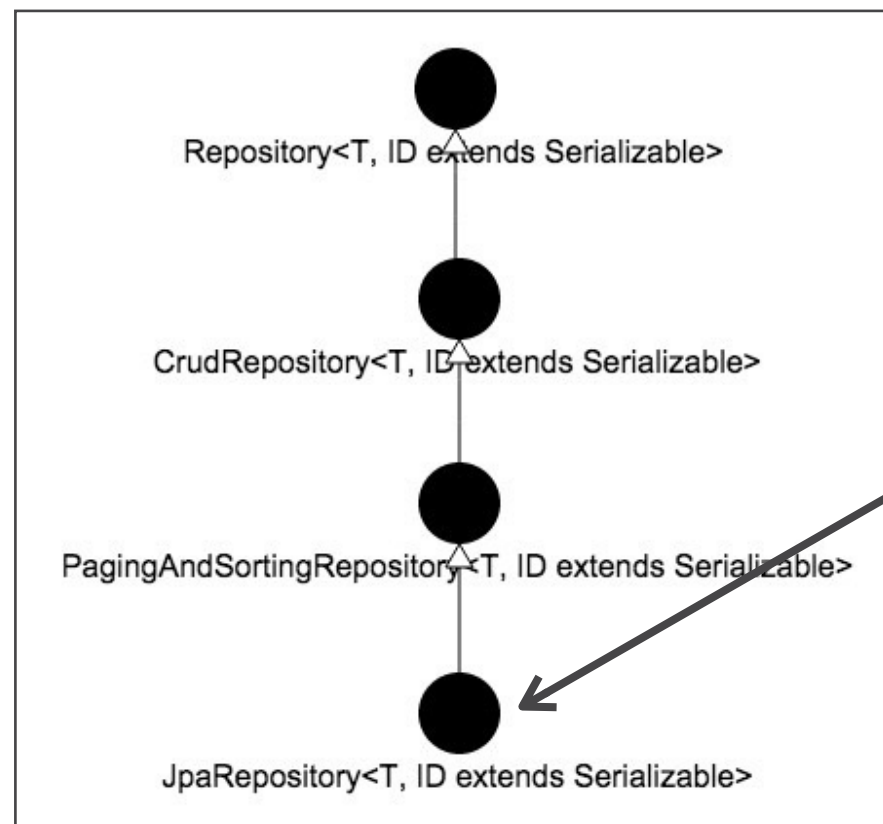 Repository<T, ID extends Serializable>
CrudRepository<T, ID extends Serializable>
PagingAndSortingRepository<T, ID extends Serializable>
JpaRepository<T, ID extends Serializable>